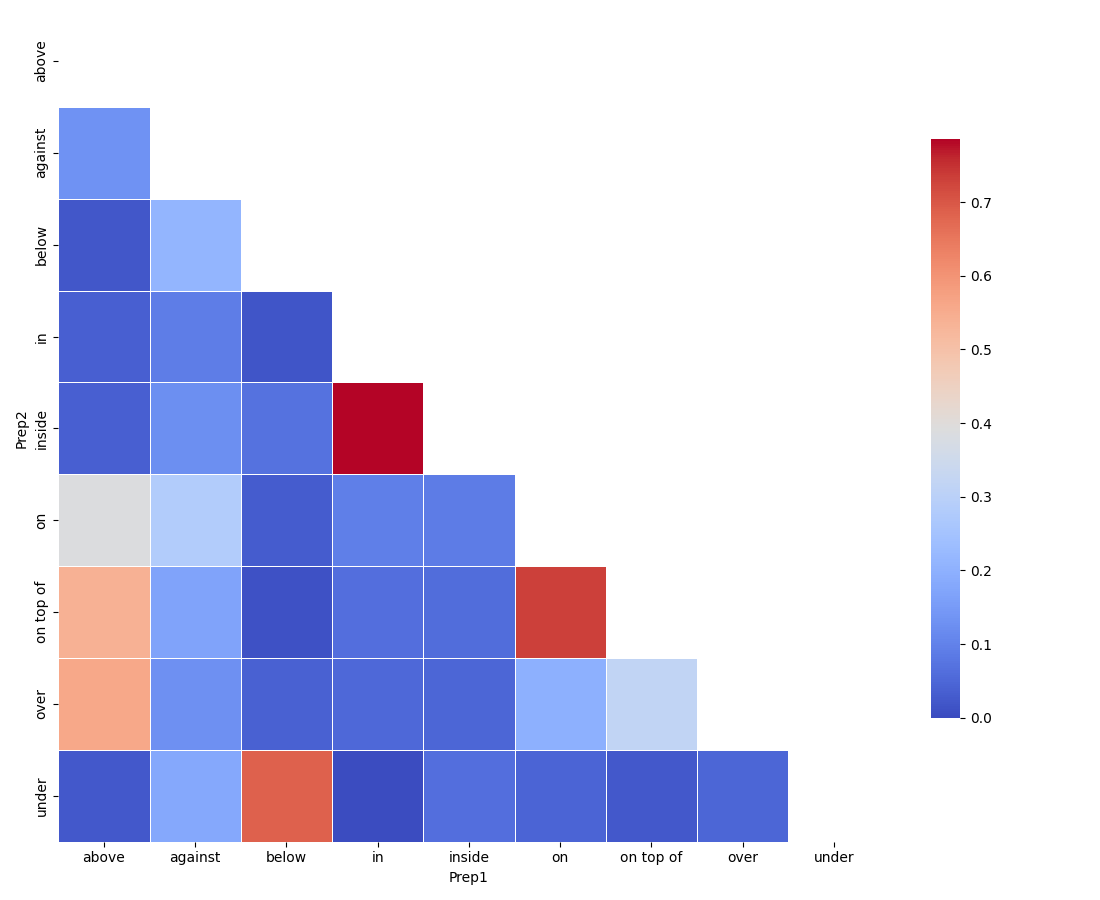 above
against
below
in
inside
on
on top of
over
under
Prep2
above
against
below
in
inside
on
on top of
over
under
Prep1
0.7
0.6
0.5
0.4
0.3
0.2
0.1
0.0